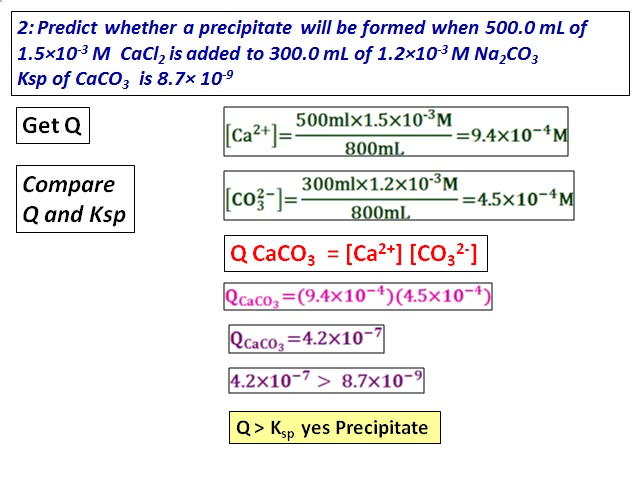 2: Predict whether a precipitate will be formed when 500.0 mL of
1.5×10⁻³ M CaCl₂ is added to 300.0 mL of 1.2×10⁻³ M Na₂CO₃
Ksp of CaCO₃ is 8.7× 10⁻⁹
Get Q
[Ca²⁺]= 500ml×1.5×10⁻³M / 800mL =9.4×10⁻⁴M
Compare
Q and Ksp
[CO₃²⁻]= 300ml×1.2×10⁻³M / 800mL =4.5×10⁻⁴M
Q CaCO₃ = [Ca²⁺] [CO₃²⁻]
Q_CaCO₃=(9.4×10⁻⁴)(4.5×10⁻⁴)
Q_CaCO₃=4.2×10⁻⁷
4.2×10⁻⁷ > 8.7×10⁻⁹
Q > Ksp yes Precipitate